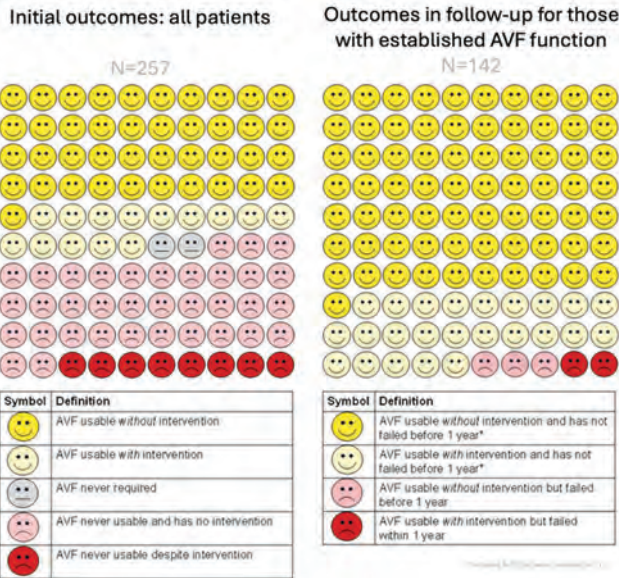 Initial outcomes: all patients
N=257
Symbol Definition
AVF usable without intervention
AVF usable with intervention
AVF never required
AVF never usable and has no intervention
AVF never usable despite intervention
Outcomes in follow-up for those
with established AVF function
N=142
Symbol Definition
AVF usable without intervention and has not
failed before 1 year*
AVF usable with intervention and has not
failed before 1 year*
AVF usable without intervention but failed
before 1 year
AVF usable with intervention but failed
within 1 year